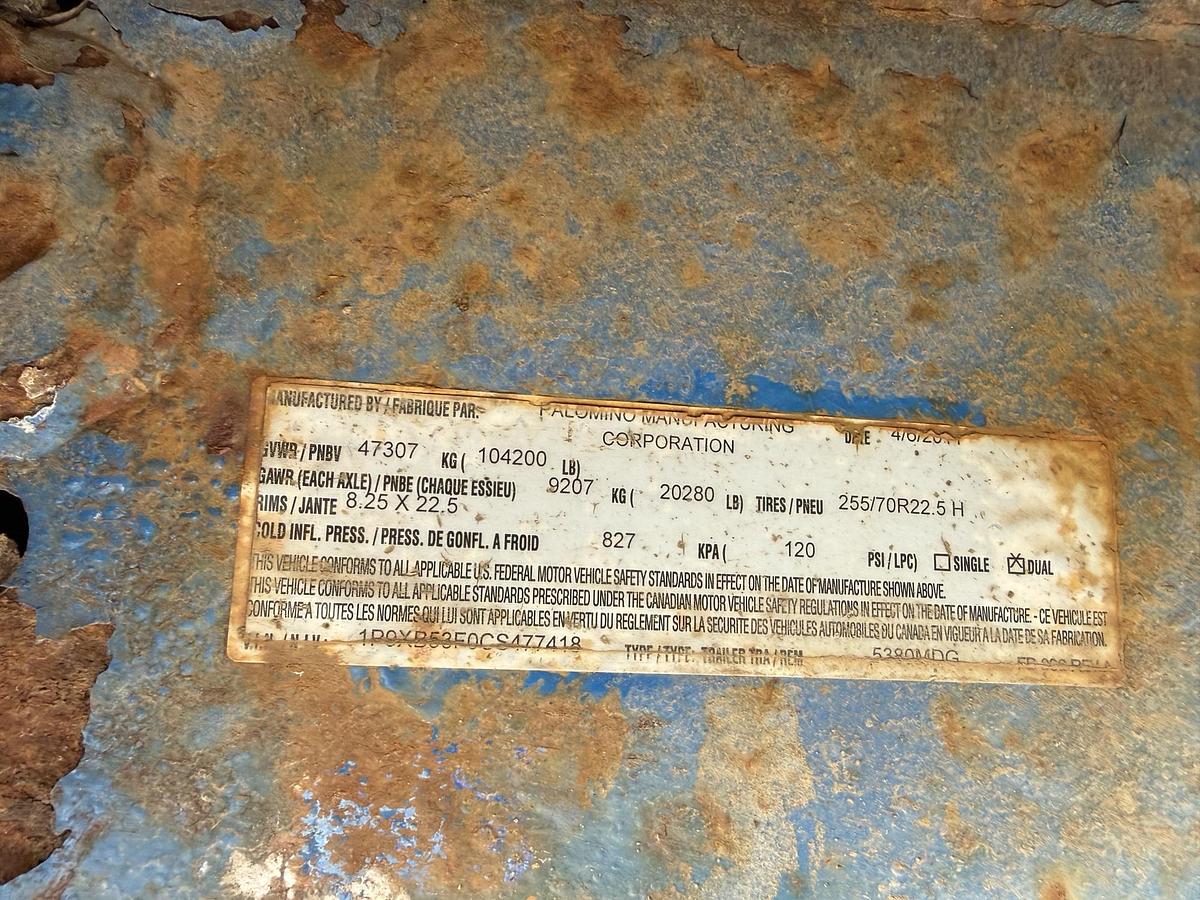 MANUFACTURED BY / FABRIQUE PAR: PALOMINO MANUFACTURING CORPORATION DATE
GVWR / PNBV 47307 KG ( 104200 LB)
GAWR (EACH AXLE) / PNBE (CHAQUE ESSIEU) 9207 KG ( 20280 LB) TIRES / PNEU 255/70R22.5 H
RIMS / JANTE 8.25 X 22.5
COLD INFL. PRESS. / PRESS. DE GONFL. A FROID 827 KPA ( 120 PSI / LPC) SINGLE DUAL
THIS VEHICLE CONFORMS TO ALL APPLICABLE U.S. FEDERAL MOTOR VEHICLE SAFETY STANDARDS IN EFFECT ON THE DATE OF MANUFACTURE SHOWN ABOVE.
THIS VEHICLE CONFORMS TO ALL APPLICABLE STANDARDS PRESCRIBED UNDER THE CANADIAN MOTOR VEHICLE SAFETY REGULATIONS IN EFFECT ON THE DATE OF MANUFACTURE. - CE VEHICULE EST
CONFORME A TOUTES LES NORMES QUI LUI SONT APPLICABLES EN VERTU DU REGLEMENT SUR LA SECURITE DES VEHICULES AUTOMOBILES DU CANADA EN VIGUEUR A LA DATE DE SA FABRICATION.
TYPE / TYPE: TRAILER TRA / REM 5380MDG